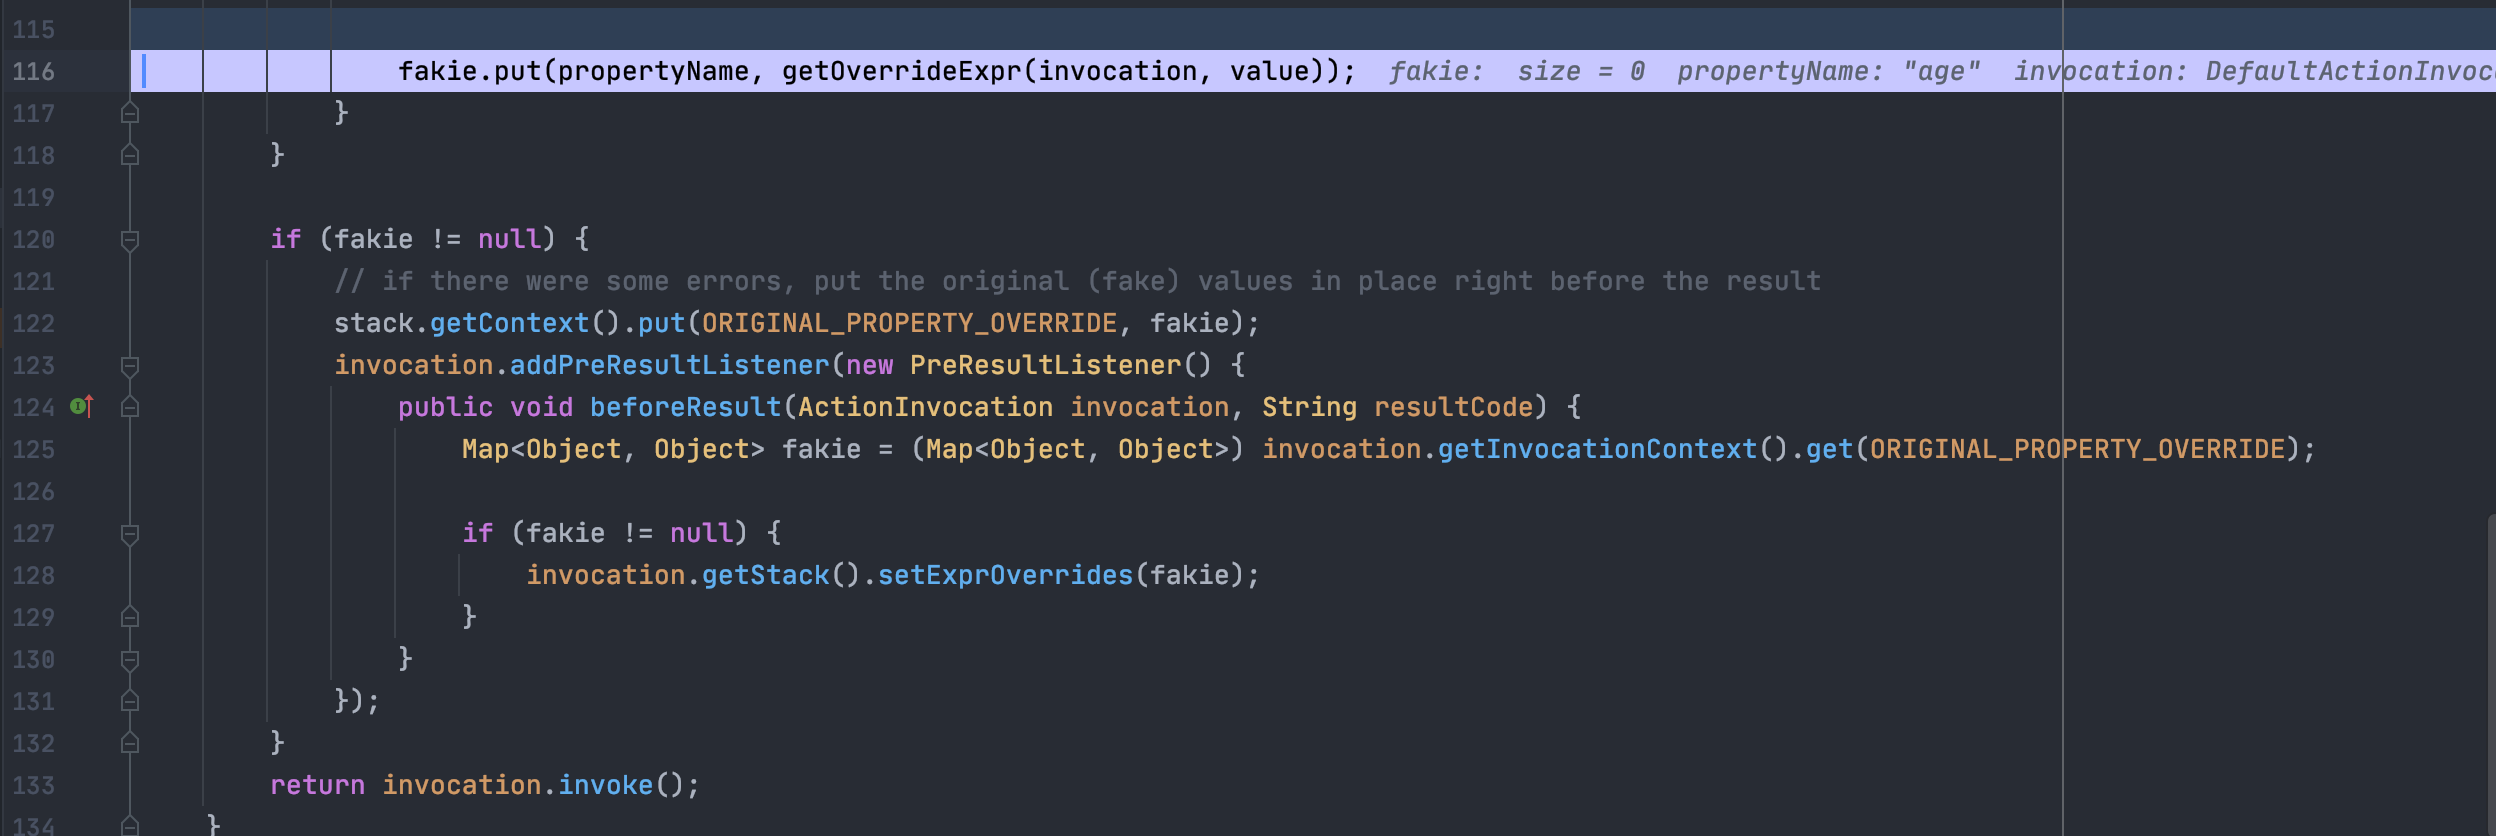 115
116 fakie.put(propertyName, getOverrideExpr(invocation, value)); fakie: size = 0 propertyName: "age" invocation: DefaultActionInvoc
117 }
118 }
119
120 if (fakie != null) {
121 // if there were some errors, put the original (fake) values in place right before the result
122 stack.getContext().put(ORIGINAL_PROPERTY_OVERRIDE, fakie);
123 invocation.addPreResultListener(new PreResultListener() {
124 public void beforeResult(ActionInvocation invocation, String resultCode) {
125 Map<Object, Object> fakie = (Map<Object, Object>) invocation.getInvocationContext().get(ORIGINAL_PROPERTY_OVERRIDE);
126
127 if (fakie != null) {
128 invocation.getStack().setExprOverrides(fakie);
129 }
130 }
131 });
132 }
133 return invocation.invoke();
134 }